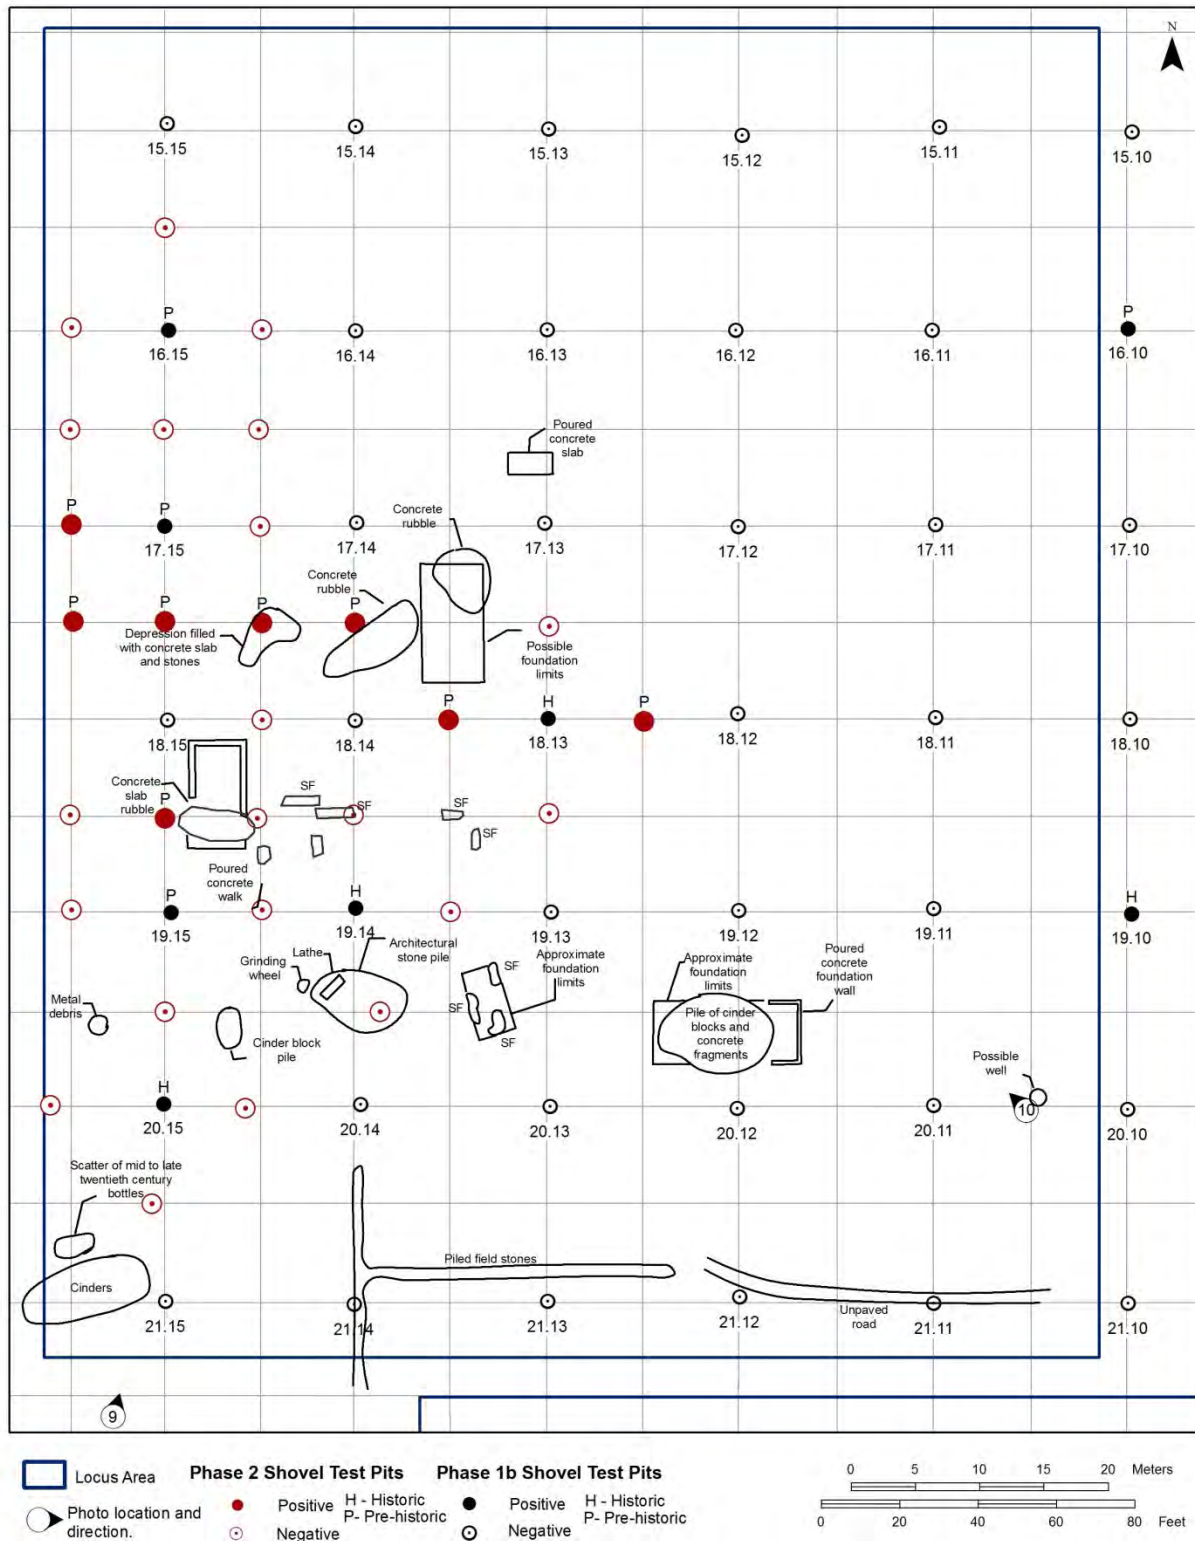 N
15.15 15.14 15.13 15.12 15.11 15.10
P P
16.15 16.14 16.13 16.12 16.11 16.10
Poured
concrete
slab
P P
17.15 17.14 17.13 17.12 17.11 17.10
Concrete
rubble
Concrete
rubble
P P P P
Depression filled
with concrete slab
and stones
Possible
foundation
limits
P H P
18.15 18.14 18.13 18.12 18.11 18.10
Concrete
slab
rubble
P
SF
SF
SF
SF
Poured
concrete
walk
P H H
19.15 19.14 19.13 19.12 19.11 19.10
Grinding
wheel
Lathe
Architectural
stone pile
SF
SF
SF
Approximate
foundation
limits
Approximate
foundation
limits
Poured
concrete
foundation
wall
Metal
debris
Cinder block
pile
Pile of cinder
blocks and
concrete
fragments
Possible
well
10
H
20.15 20.14 20.13 20.12 20.11 20.10
Scatter of mid to late
twentieth century
bottles
Cinders
Piled field stones
Unpaved
road
21.15 21.14 21.13 21.12 21.11 21.10
9
Locus Area
Photo location and
direction.
Phase 2 Shovel Test Pits
Positive H - Historic
P- Pre-historic
Negative
Phase 1b Shovel Test Pits
Positive H - Historic
P- Pre-historic
Negative
0 5 10 15 20 Meters
0 20 40 60 80 Feet